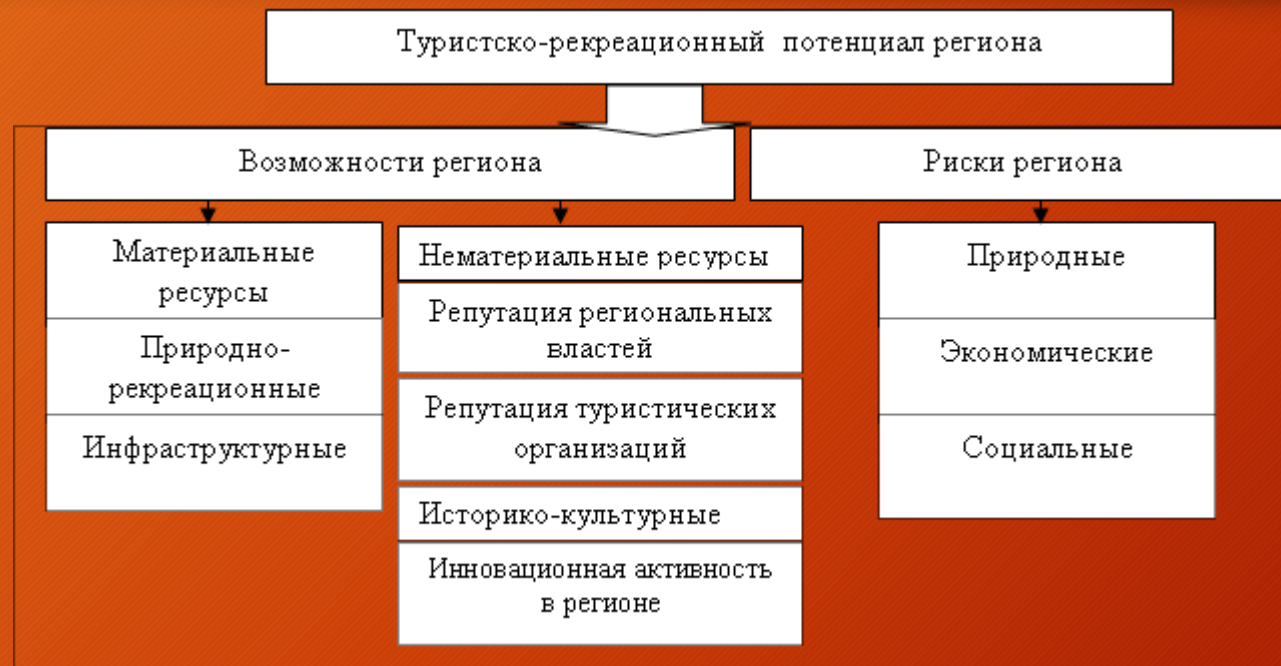 Туристско-рекреационный потенциал региона
Возможности региона
Риски региона
Материальные
ресурсы
Природно-
рекреационные
Инфраструктурные
Нематериальные ресурсы
Репутация региональных
властей
Репутация туристических
организаций
Историко-культурные
Инновационная активность
в регионе
Природные
Экономические
Социальные